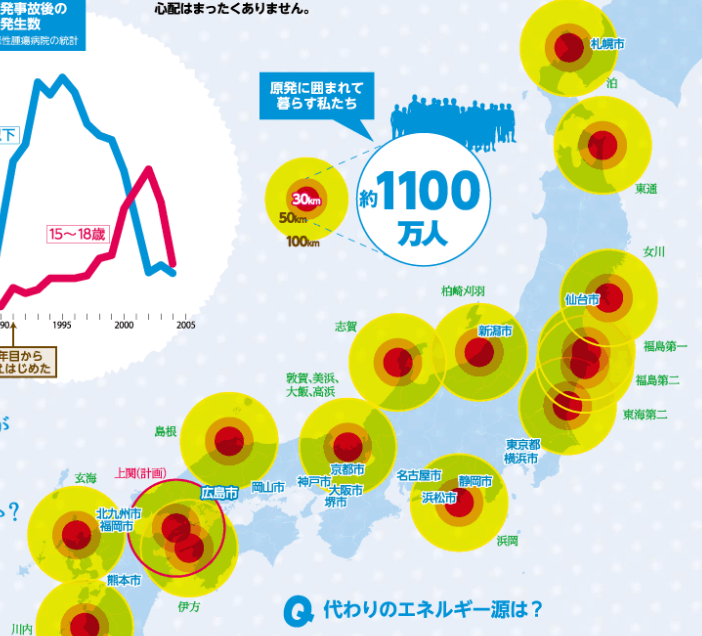 心配はまったくありません。
発事故後の
発生数
性腫瘍病院の統計
下
15〜18歳
90
1995
2000
2005
年目から
えはじめた
原発に囲まれて
暮らす私たち
約1100
万人
30km
50km
100km
札幌市
泊
東通
女川
仙台市
柏崎刈羽
新潟市
志賀
福島第一
福島第二
東海第二
敦賀、美浜、
大飯、高浜
東京都
横浜市
島根
京都市
神戸市
大阪市
堺市
名古屋市
静岡市
浜松市
浜岡
岡山市
広島市
上関(計画)
玄海
北九州市
福岡市
熊本市
伊方
川内
が
?
Q 代わりのエネルギー源は?